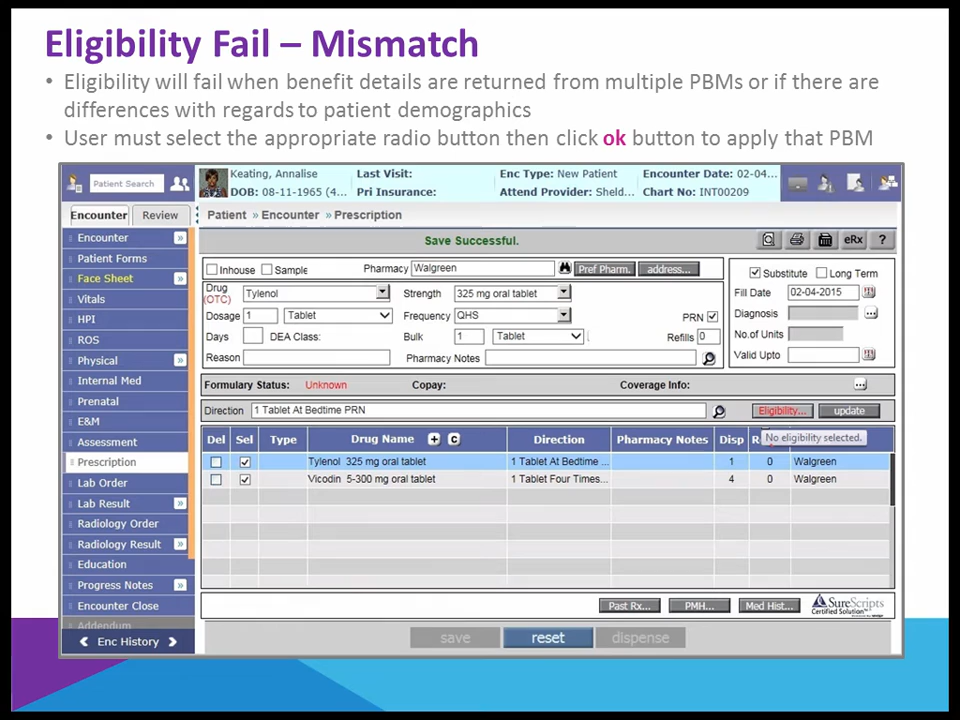 Eligibility Fail – Mismatch
• Eligibility will fail when benefit details are returned from multiple PBMs or if there are
differences with regards to patient demographics
• User must select the appropriate radio button then click ok button to apply that PBM
Patient Search
Keating, Annalise
DOB: 08-11-1965 (4...
Last Visit:
Pri Insurance:
Enc Type: New Patient
Attend Provider: Sheld...
Encounter Date: 02-04...
Chart No: INT00209
Encounter Review
Patient » Encounter » Prescription
Encounter
Patient Forms
Face Sheet
Vitals
HPI
ROS
Physical
Internal Med
Prenatal
E&M
Assessment
Prescription
Lab Order
Lab Result
Radiology Order
Radiology Result
Education
Progress Notes
Encounter Close
Addendum
Enc History
Save Successful.
eRx ?
Inhouse Sample Pharmacy Walgreen Pref Pharm. address...
Drug (OTC) Tylenol Strength 325 mg oral tablet
Dosage 1 Tablet Frequency QHS PRN
Days DEA Class: Bulk 1 Tablet Refills 0
Reason Pharmacy Notes
Substitute Long Term
Fill Date 02-04-2015
Diagnosis ...
No.of Units
Valid Upto
Formulary Status: Unknown Copay: Coverage Info: ...
Direction 1 Tablet At Bedtime PRN Eligibility... update
No eligibility selected.
Del Sel Type Drug Name + C Direction Pharmacy Notes Disp
Tylenol 325 mg oral tablet 1 Tablet At Bedtime ... 1 0 Walgreen
Vicodin 5-300 mg oral tablet 1 Tablet Four Times... 4 0 Walgreen
Past Rx... PMH... Med Hist...
SureScripts
Certified Solution
save reset dispense